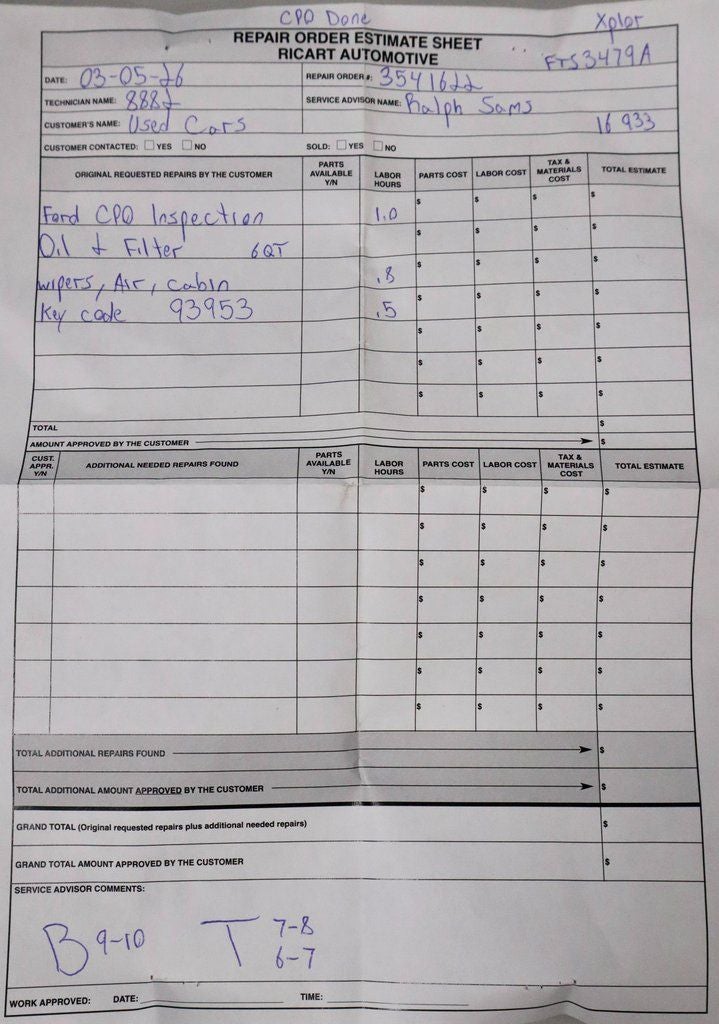 CPO Done
Xplor
REPAIR ORDER ESTIMATE SHEET
RICART AUTOMOTIVE
FTS3479A
DATE: 03-05-26 REPAIR ORDER #: 3541622
TECHNICIAN NAME: 8882 SERVICE ADVISOR NAME: Ralph Sams
CUSTOMER'S NAME: Used Cars 16 933
CUSTOMER CONTACTED: YES NO SOLD: YES NO
ORIGINAL REQUESTED REPAIRS BY THE CUSTOMER PARTS AVAILABLE Y/N LABOR HOURS PARTS COST LABOR COST TAX & MATERIALS COST TOTAL ESTIMATE
Ford CPO Inspection 1.0 $ $ $ $
Oil & Filter 6QT $ $ $ $
wipers, Air, cabin .8 $ $ $ $
Key code 93953 .5 $ $ $ $
$ $ $ $
$ $ $ $
$ $ $ $
TOTAL $
AMOUNT APPROVED BY THE CUSTOMER $
CUST. APPR. Y/N ADDITIONAL NEEDED REPAIRS FOUND PARTS AVAILABLE Y/N LABOR HOURS PARTS COST LABOR COST TAX & MATERIALS COST TOTAL ESTIMATE
$ $ $ $
$ $ $ $
$ $ $ $
$ $ $ $
$ $ $ $
$ $ $ $
$ $ $ $
TOTAL ADDITIONAL REPAIRS FOUND $
TOTAL ADDITIONAL AMOUNT APPROVED BY THE CUSTOMER $
GRAND TOTAL (Original requested repairs plus additional needed repairs) $
GRAND TOTAL AMOUNT APPROVED BY THE CUSTOMER $
SERVICE ADVISOR COMMENTS:
B 9-10 T 7-8
6-7
WORK APPROVED: DATE: TIME: